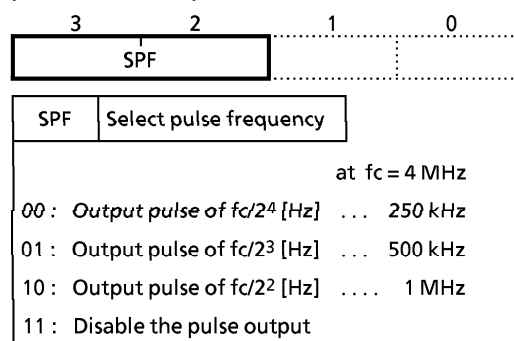 3 2 1 0
SPF
SPF Select pulse frequency
at fc = 4 MHz
00 : Output pulse of fc/2⁴ [Hz] ... 250 kHz
01 : Output pulse of fc/2³ [Hz] ... 500 kHz
10 : Output pulse of fc/2² [Hz] .... 1 MHz
11 : Disable the pulse output